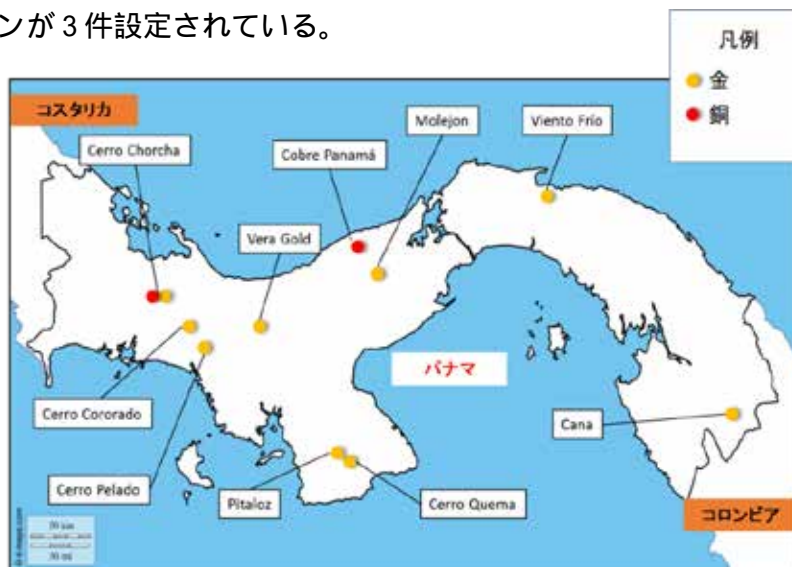 ンが 3 件設定されている。
凡例
金
銅
コスタリカ
Molejon
Viento Frío
Cerro Chorcha
Cobre Panamá
Vera Gold
パナマ
Cerro Cororado
Cana
Cerro Pelado
Pitaloz
Cerro Quema
コロンビア